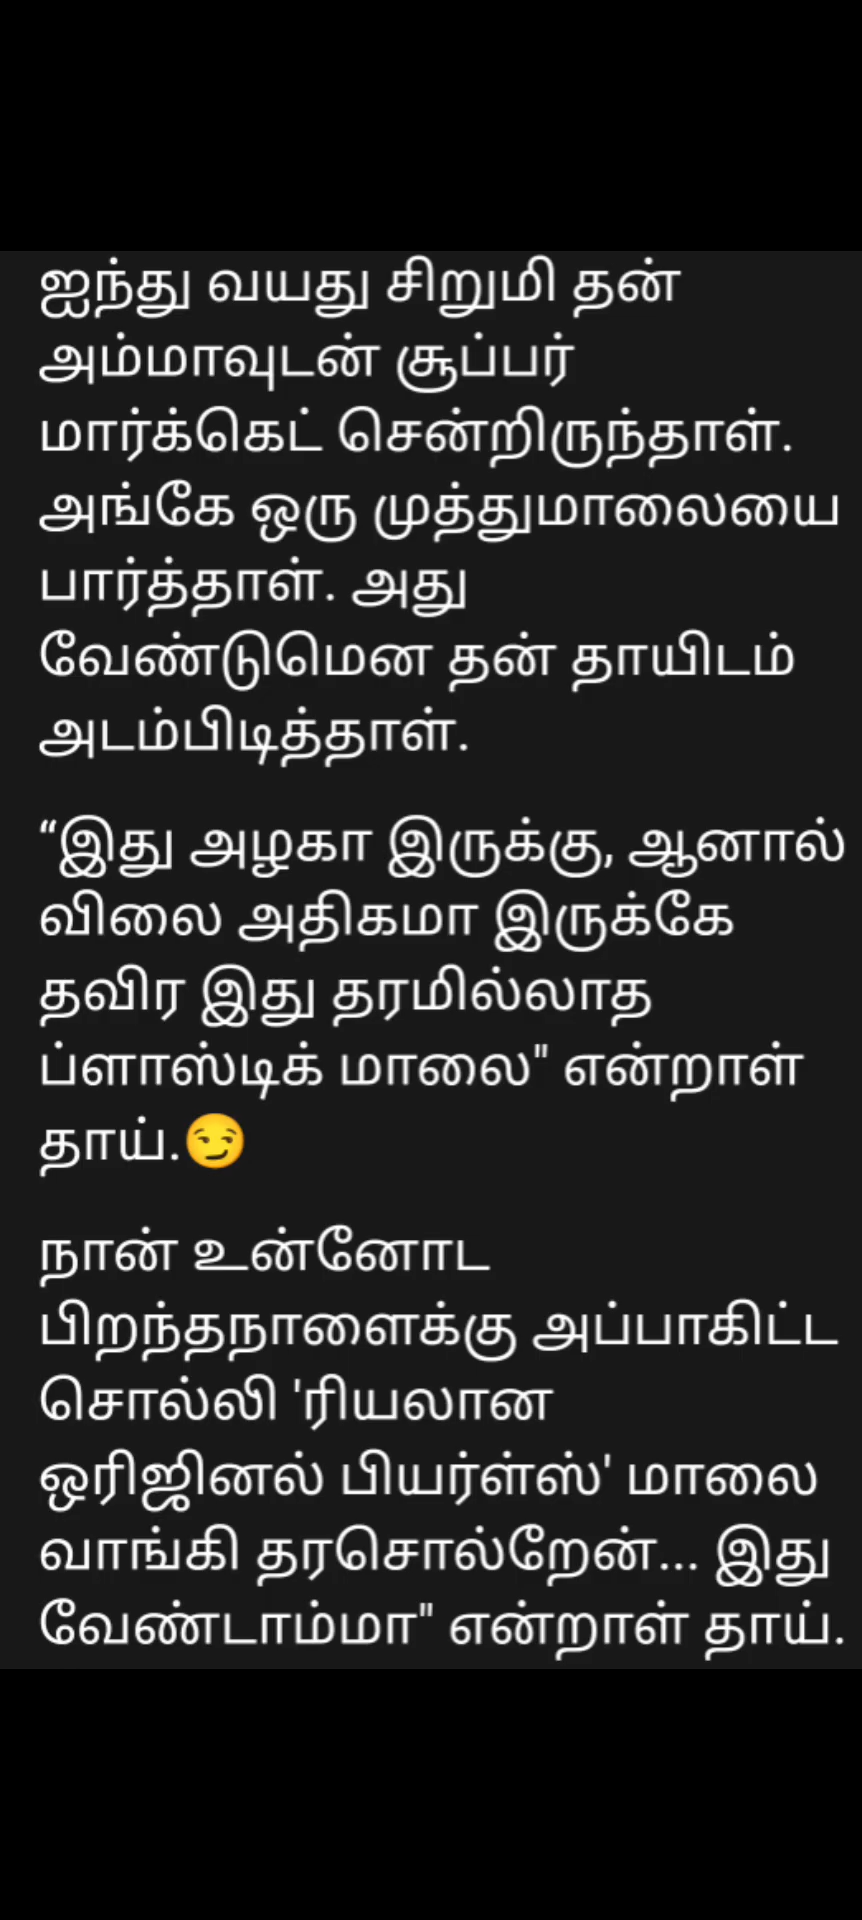 ஐந்து வயது சிறுமி தன்
அம்மாவுடன் சூப்பர்
மார்க்கெட் சென்றிருந்தாள்.
அங்கே ஒரு முத்துமாலையை
பார்த்தாள். அது
வேண்டுமென தன் தாயிடம்
அடம்பிடித்தாள்.
“இது அழகா இருக்கு, ஆனால்
விலை அதிகமா இருக்கே
தவிர இது தரமில்லாத
ப்ளாஸ்டிக் மாலை" என்றாள்
தாய்.😏
நான் உன்னோட
பிறந்தநாளைக்கு அப்பாகிட்ட
சொல்லி 'ரியலான
ஒரிஜினல் பியர்ள்ஸ்' மாலை
வாங்கி தரசொல்றேன்... இது
வேண்டாம்மா" என்றாள் தாய்.